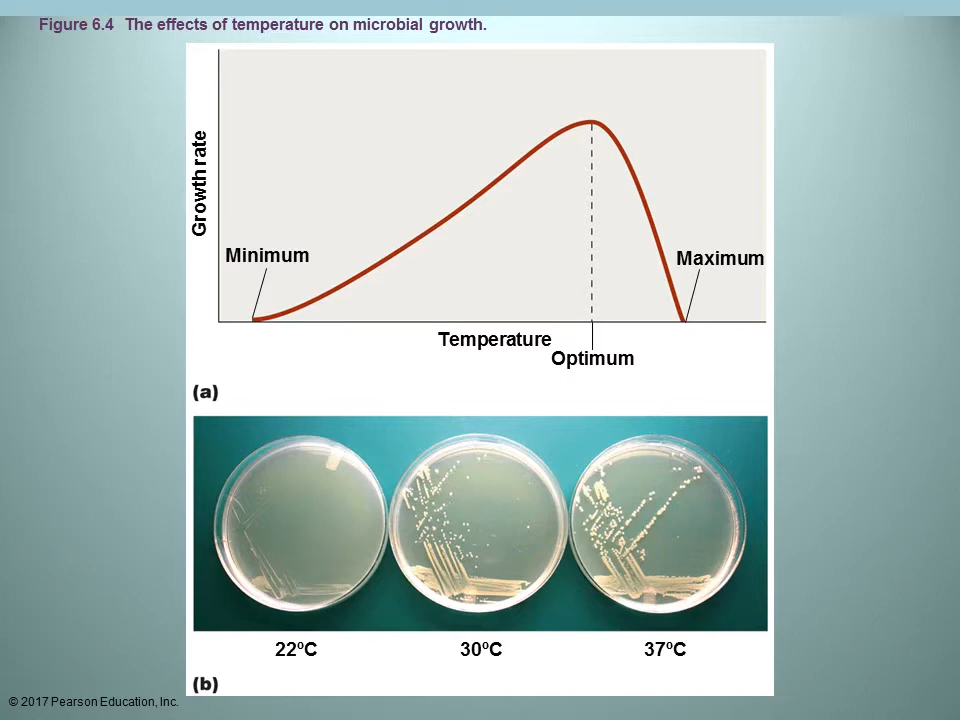 Figure 6.4 The effects of temperature on microbial growth.
Growth rate
Minimum
Maximum
Temperature
Optimum
(a)
22ºC 30ºC 37ºC
(b)
© 2017 Pearson Education, Inc.